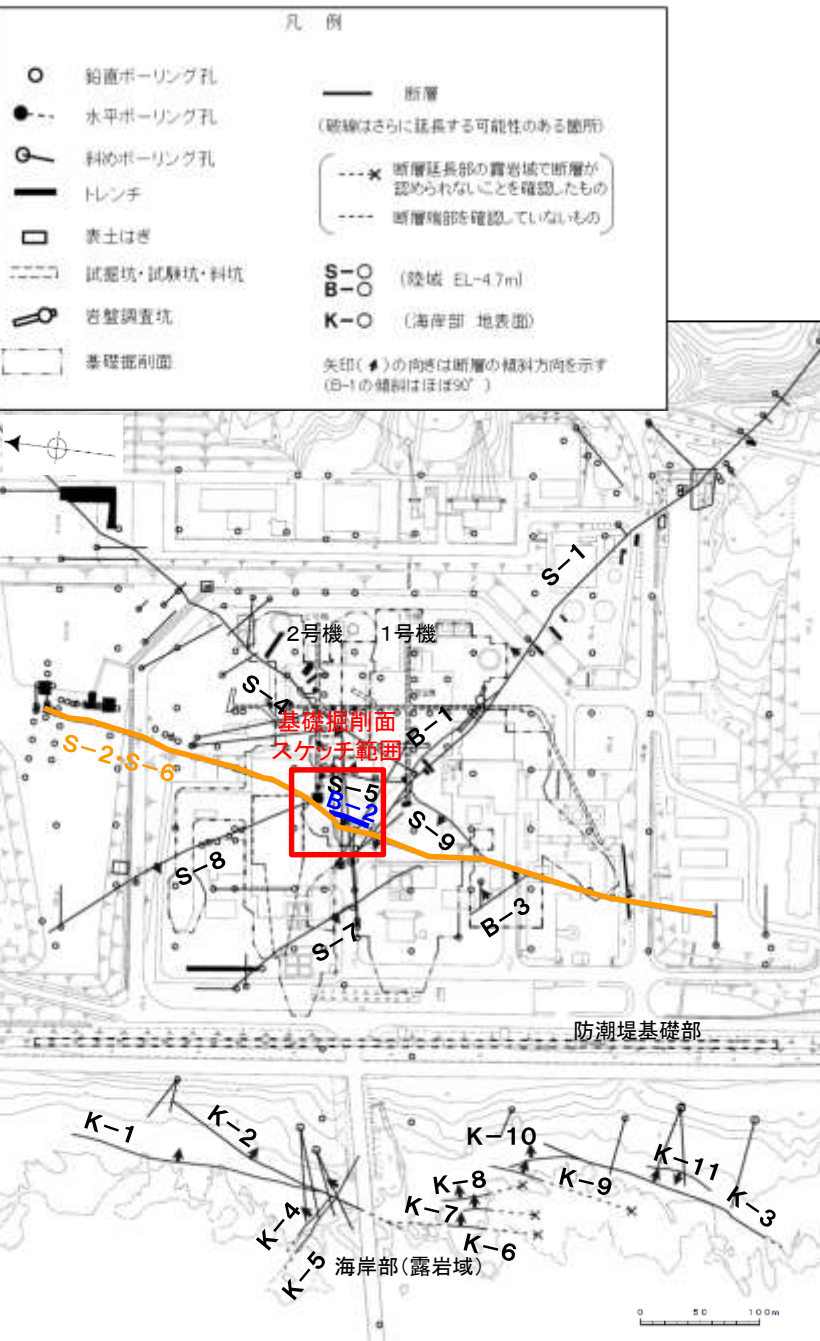 凡 例
鉛直ボーリング孔
水平ボーリング孔
斜めボーリング孔
トレンチ
表土はぎ
試掘坑・試験坑・斜坑
岩盤調査坑
基礎掘削面
断層
(破線はさらに延長する可能性のある箇所)
断層延長部の露岩域で断層が
認められないことを確認したもの
断層端部を確認していないもの
S-○
B-○
(陸域 EL-4.7m)
K-○
(海岸部 地表面)
矢印( )の向きは断層の傾斜方向を示す
(B-1の傾斜はほぼ90°)
S-1
2号機
1号機
S-4
基礎掘削面
スケッチ範囲
B-1
S-2・S-6
S-5
B-2
S-9
S-8
B-3
S-7
防潮堤基礎部
K-1
K-2
K-10
K-11
K-8
K-9
K-3
K-4
K-7
K-6
K-5
海岸部(露岩域)
0 50 100m